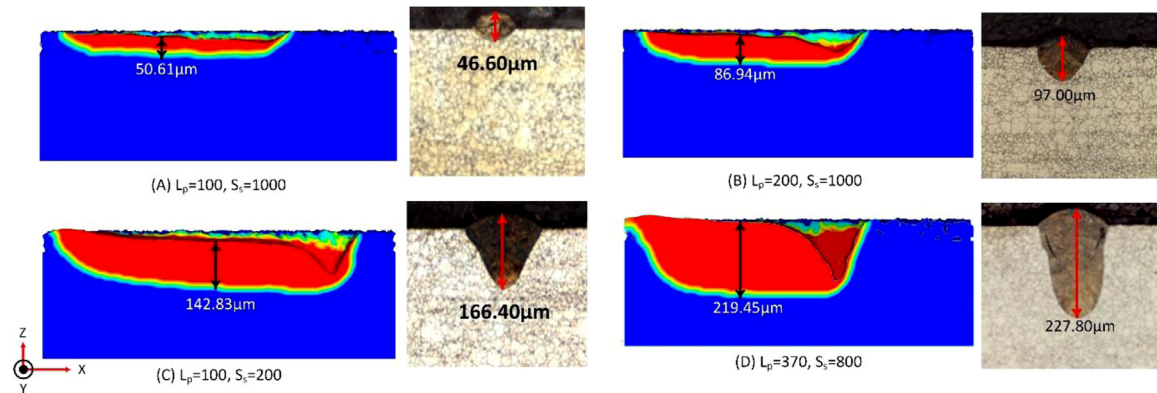 50.61µm
46.60µm
(A) Lₚ=100, Sₛ=1000
86.94µm
97.00µm
(B) Lₚ=200, Sₛ=1000
142.83µm
166.40µm
(C) Lₚ=100, Sₛ=200
219.45µm
227.80µm
(D) Lₚ=370, Sₛ=800
Z
X
Y